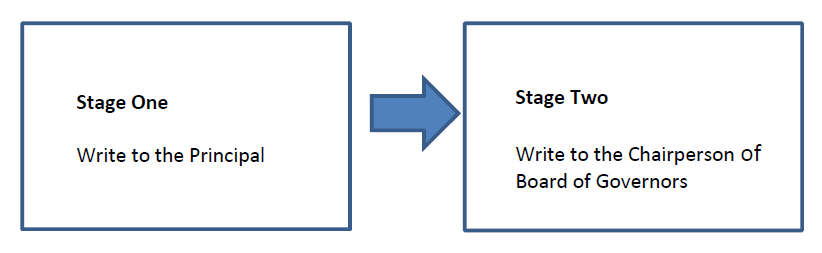 Stage One
Write to the Principal
Stage Two
Write to the Chairperson of
Board of Governors